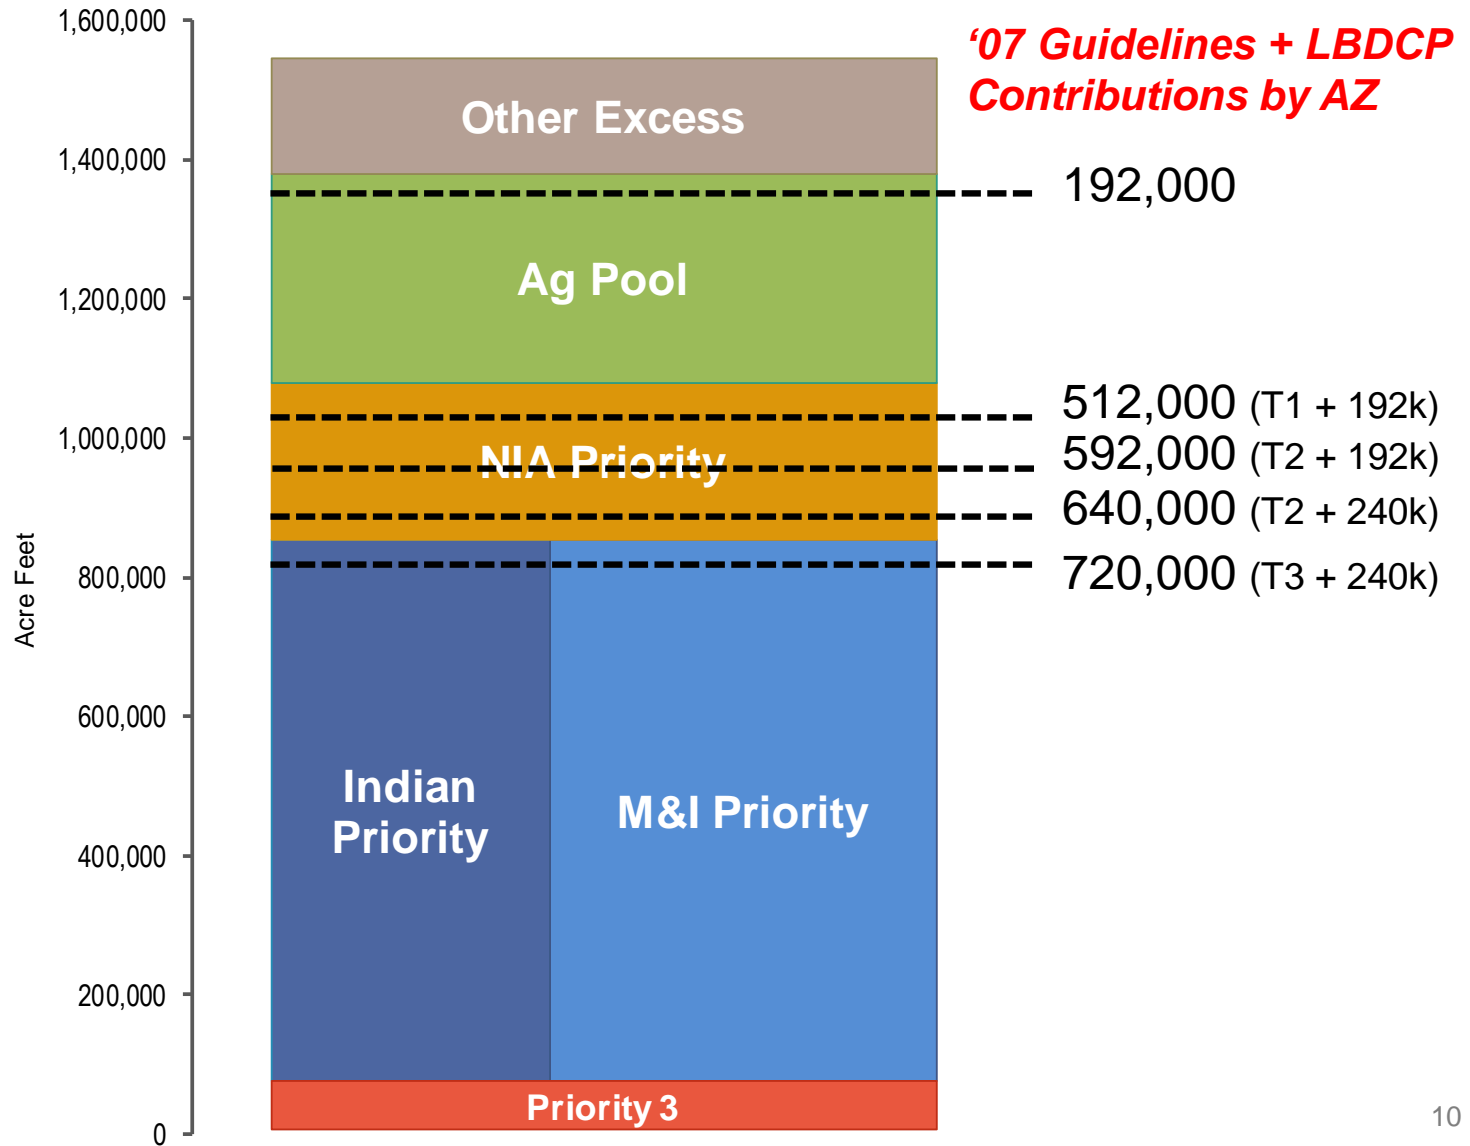 1,600,000
‘07 Guidelines + LBDCP
Contributions by AZ
Other Excess
1,400,000
192,000
Ag Pool
1,200,000
512,000 (T1 + 192k)
1,000,000
NIA Priority
592,000 (T2 + 192k)
640,000 (T2 + 240k)
800,000
720,000 (T3 + 240k)
Acre Feet
600,000
Indian
Priority
M&I Priority
400,000
200,000
Priority 3
0
10